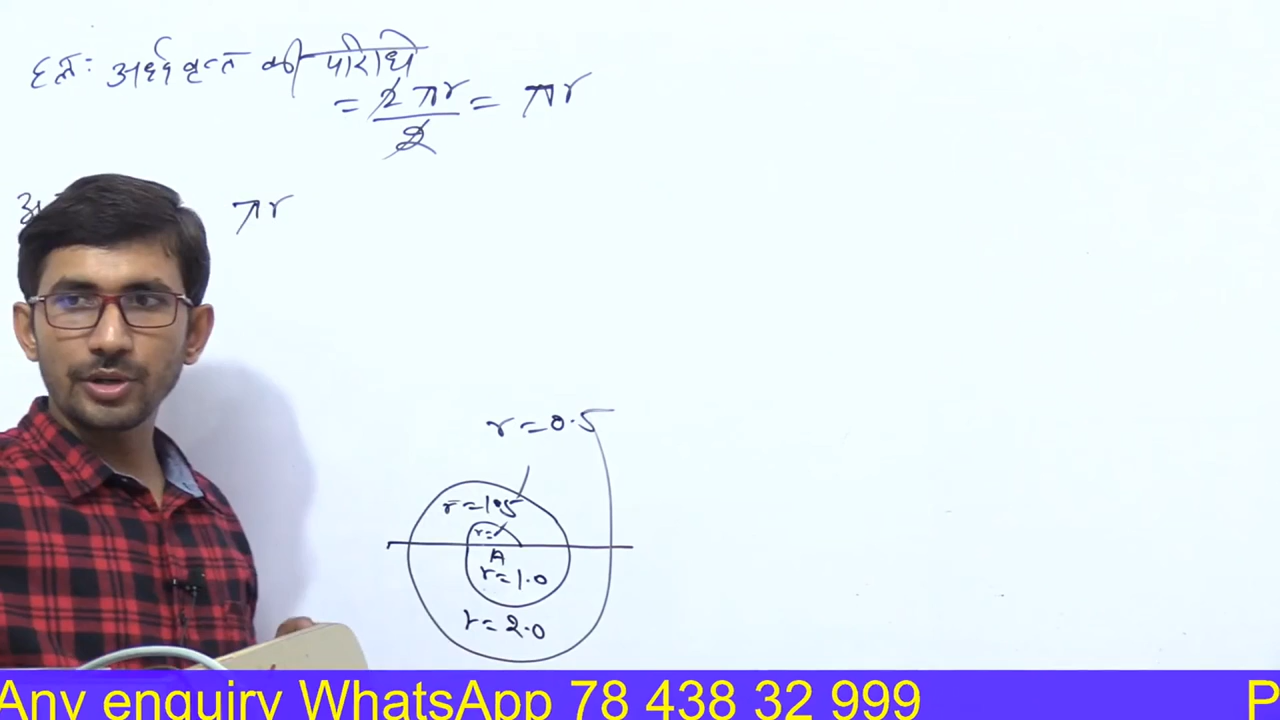 हल: अर्धवृत्त की परिधि
= 2πr/2 = πr
πr
r=0.5
r=1.5
r=
A
r=1.0
r=2.0
Any enquiry WhatsApp 78 438 32 999 P